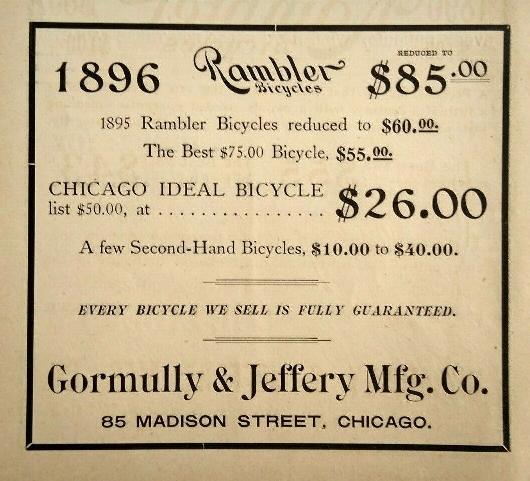 REDUCED TO
1896 Rambler Bicycles $85.00
1895 Rambler Bicycles reduced to $60.00.
The Best $75.00 Bicycle, $55.00.
CHICAGO IDEAL BICYCLE
list $50.00, at ................ $26.00
A few Second-Hand Bicycles, $10.00 to $40.00.
EVERY BICYCLE WE SELL IS FULLY GUARANTEED.
Gormully & Jeffery Mfg. Co.
85 MADISON STREET, CHICAGO.